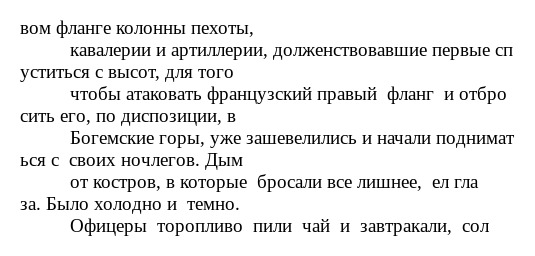 вом фланге колонны пехоты,
кавалерии и артиллерии, долженствовавшие первые сп
уститься с высот, для того
чтобы атаковать французский правый фланг и отбро
сить его, по диспозиции, в
Богемские горы, уже зашевелились и начали поднимат
ься с своих ночлегов. Дым
от костров, в которые бросали все лишнее, ел гла
за. Было холодно и темно.
Офицеры торопливо пили чай и завтракали, сол